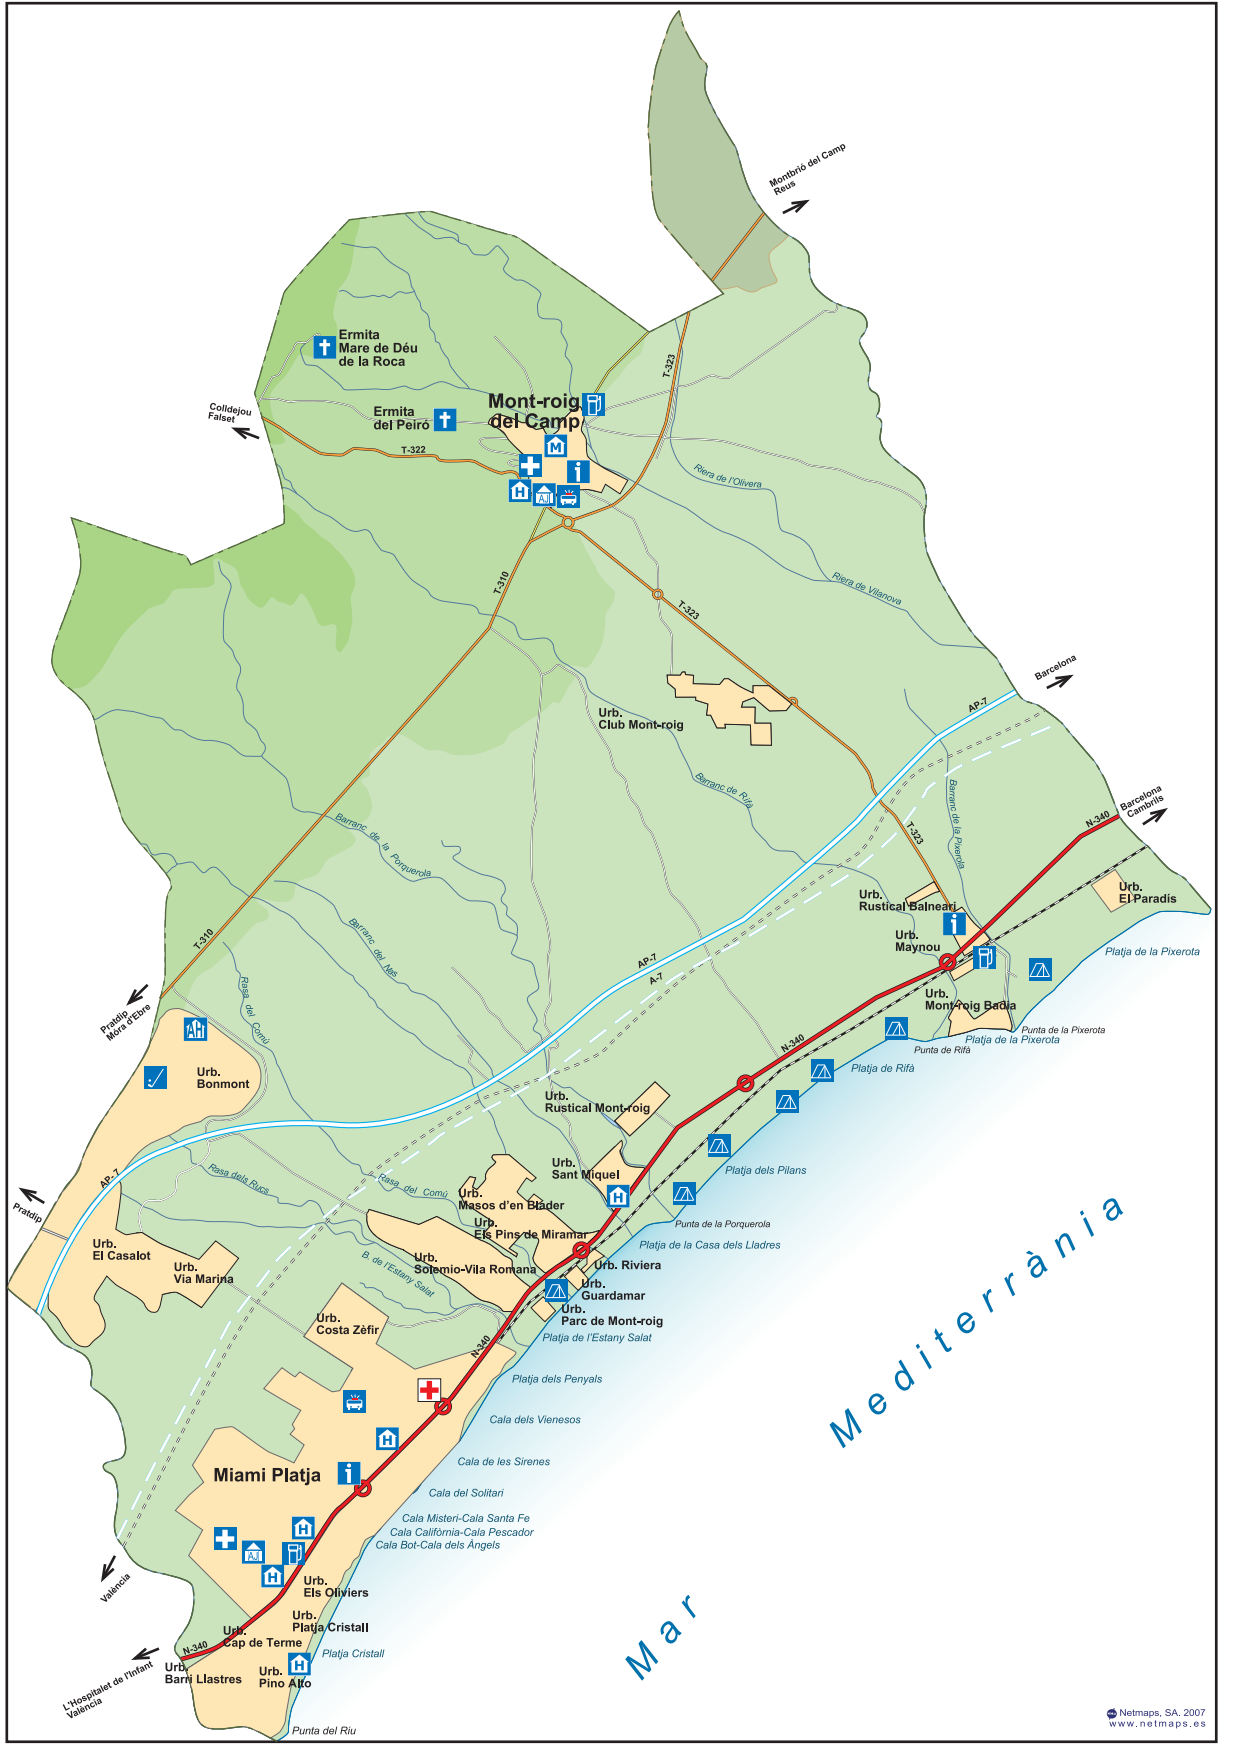 Montbrió del Camp
Reus
Ermita
Mare de Déu
de la Roca
T-323
Colldejou
Falset
Ermita
del Peiró
Mont-roig
del Camp
T-322
M
i
H
AJ
Riera de l'Olivera
Riera de Vilanova
T-310
T-323
Barcelona
AP-7
Urb.
Club Mont-roig
Barranc de Rifà
Barranc de la Pixerola
Barcelona
Cambrils
N-340
T-323
Barranc de la Porquerola
Urb.
El Paradis
Urb.
Rustical Balneari
i
Urb.
Maynou
Barranc del Nas
T-310
AP-7
A-7
Platja de la Pixerota
Rasa del Comú
Pratdip
Móra d'Ebre
Urb.
Mont-roig Badia
Punta de la Pixerota
Platja de la Pixerota
Punta de Rifà
N-340
Platja de Rifà
Urb.
Bonmont
Urb.
Rustical Mont-roig
AP-7
Rasa dels Rucs
Rasa del Comú
Urb.
Sant Miquel
H
Platja dels Pilans
Urb.
Masos d'en Blàder
Pratdip
Urb.
Els Pins de Miramar
Punta de la Porquerola
Platja de la Casa dels Lladres
Urb.
El Casalot
Urb.
Via Marina
B. de l'Estany Salat
Urb.
Solemio-Vila Romana
Urb. Riviera
Urb.
Guardamar
Urb.
Parc de Mont-roig
Urb.
Costa Zèfir
N-340
Platja de l'Estany Salat
Platja dels Penyals
Cala dels Vienesos
H
Cala de les Sirenes
Miami Platja
i
Cala del Solitari
Cala Misteri-Cala Santa Fe
Cala Califòrnia-Cala Pescador
Cala Bot-Cala dels Àngels
H
AJ
H
València
Urb.
Els Oliviers
Urb.
Platja Cristall
Urb.
Cap de Terme
N-340
Platja Cristall
L'Hospitalet de l'Infant
València
Urb.
Barri Llastres
Urb.
Pino Alto
H
Punta del Riu
Mar Mediterrània
Netmaps, SA. 2007
www.netmaps.es